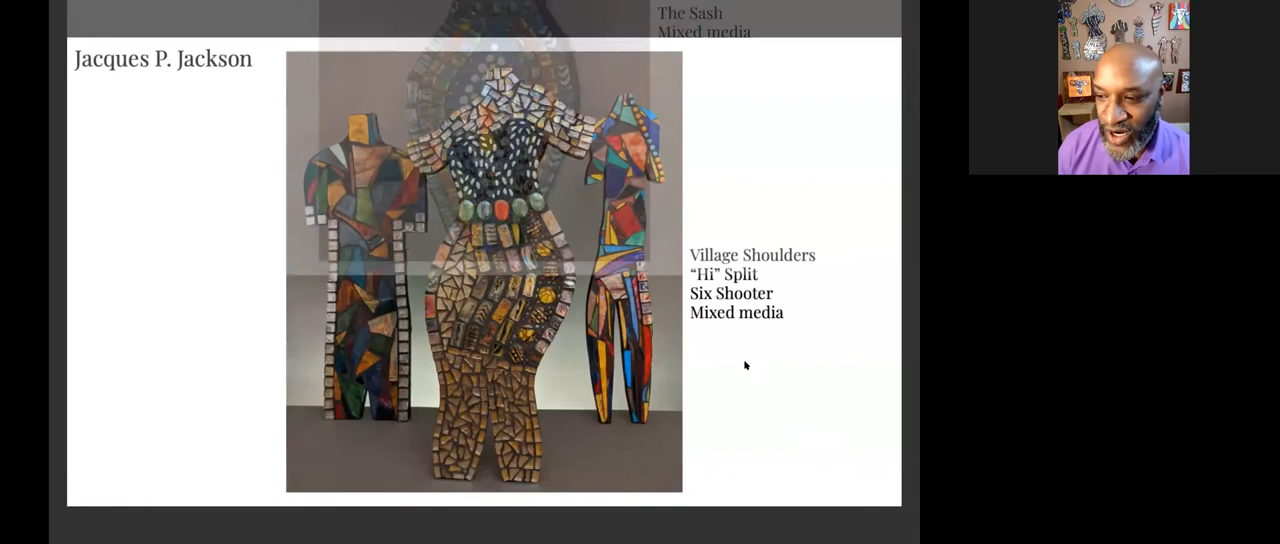 The Sash
Mixed media
Jacques P. Jackson
Village Shoulders
“Hi” Split
Six Shooter
Mixed media